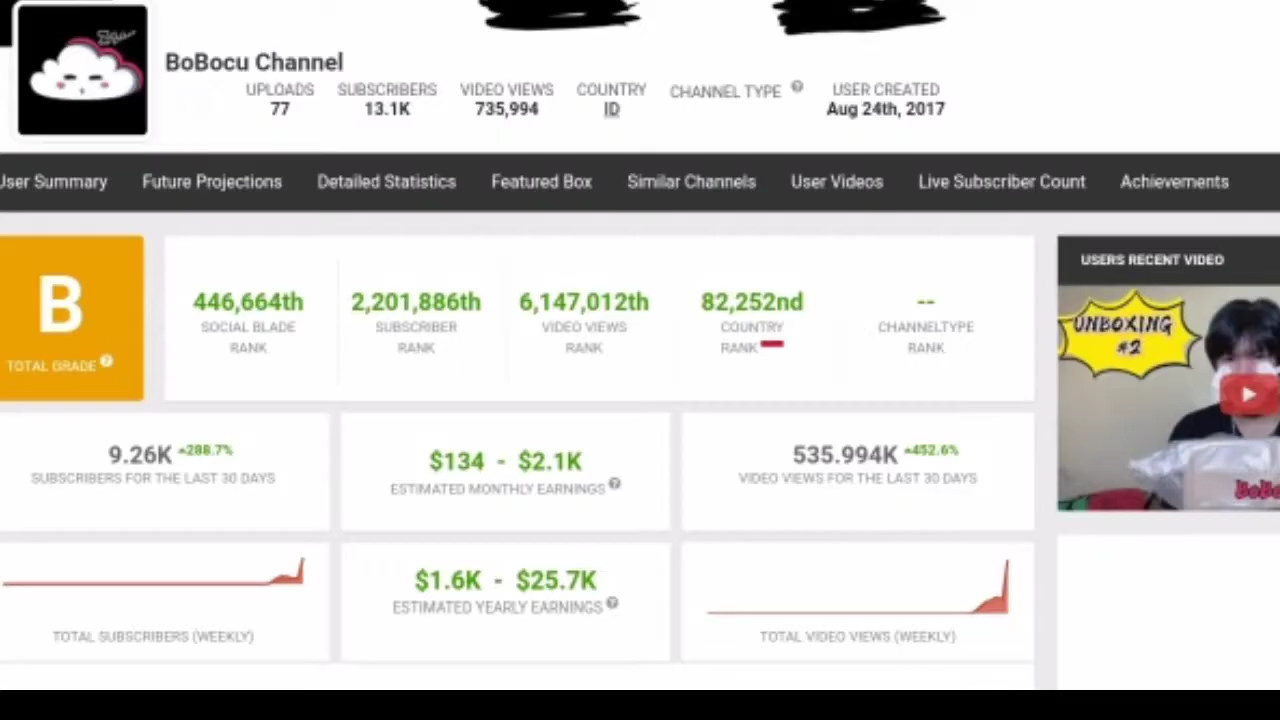 BoBocu Channel
UPLOADS SUBSCRIBERS VIDEO VIEWS COUNTRY CHANNEL TYPE USER CREATED
77 13.1K 735,994 ID Aug 24th, 2017
User Summary Future Projections Detailed Statistics Featured Box Similar Channels User Videos Live Subscriber Count Achievements
B
TOTAL GRADE
446,664th 2,201,886th 6,147,012th 82,252nd --
SOCIAL BLADE SUBSCRIBER VIDEO VIEWS COUNTRY CHANNELTYPE
RANK RANK RANK RANK RANK
USERS RECENT VIDEO
UNBOXING
#2
9.26K 288.7%
SUBSCRIBERS FOR THE LAST 30 DAYS
$134 - $2.1K
ESTIMATED MONTHLY EARNINGS
535.994K 452.6%
VIDEO VIEWS FOR THE LAST 30 DAYS
TOTAL SUBSCRIBERS (WEEKLY)
$1.6K - $25.7K
ESTIMATED YEARLY EARNINGS
TOTAL VIDEO VIEWS (WEEKLY)